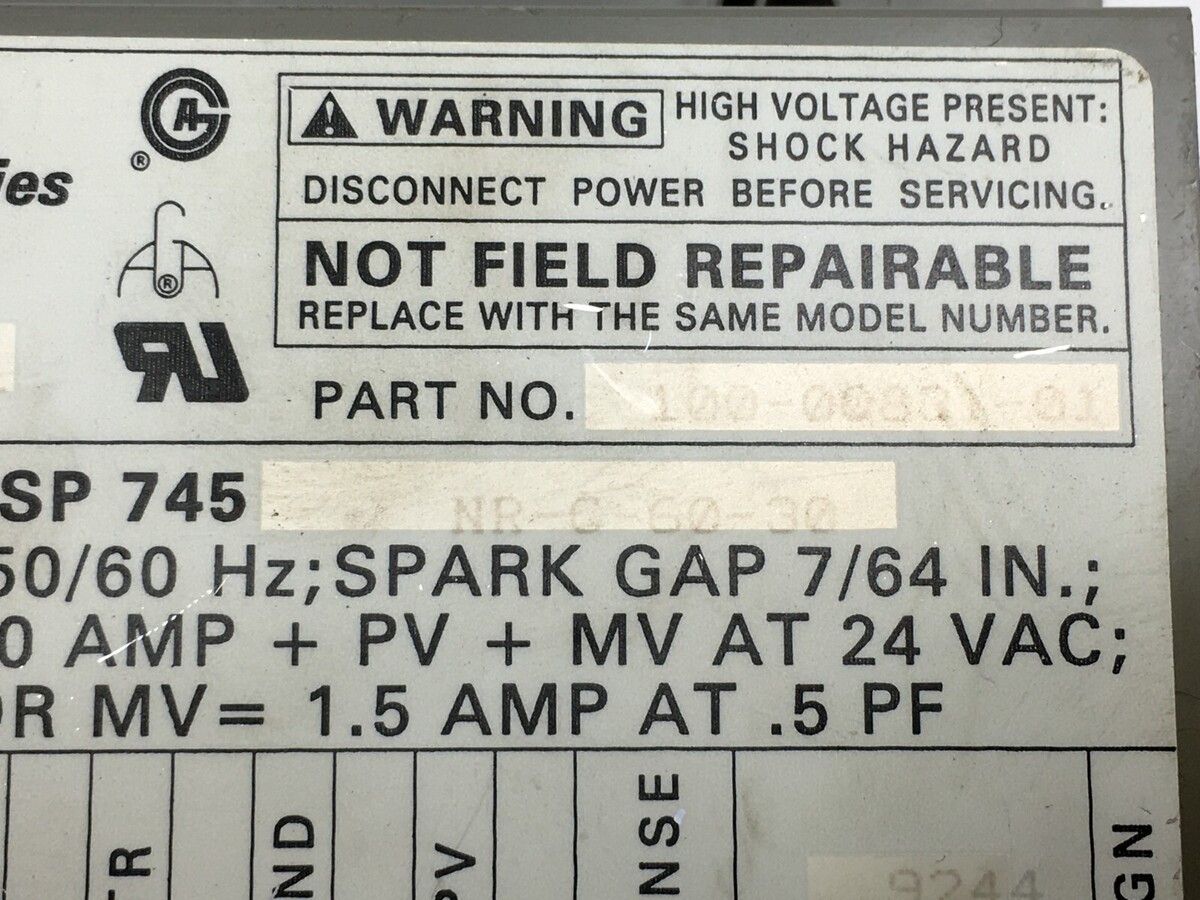 ies
⚠ WARNING HIGH VOLTAGE PRESENT:
SHOCK HAZARD
DISCONNECT POWER BEFORE SERVICING.
NOT FIELD REPAIRABLE
REPLACE WITH THE SAME MODEL NUMBER.
PART NO.
SP 745 NR-C-60-30
50/60 Hz; SPARK GAP 7/64 IN.;
0 AMP + PV + MV AT 24 VAC;
OR MV= 1.5 AMP AT .5 PF
TR
ND
PV
NSE
9244
GN